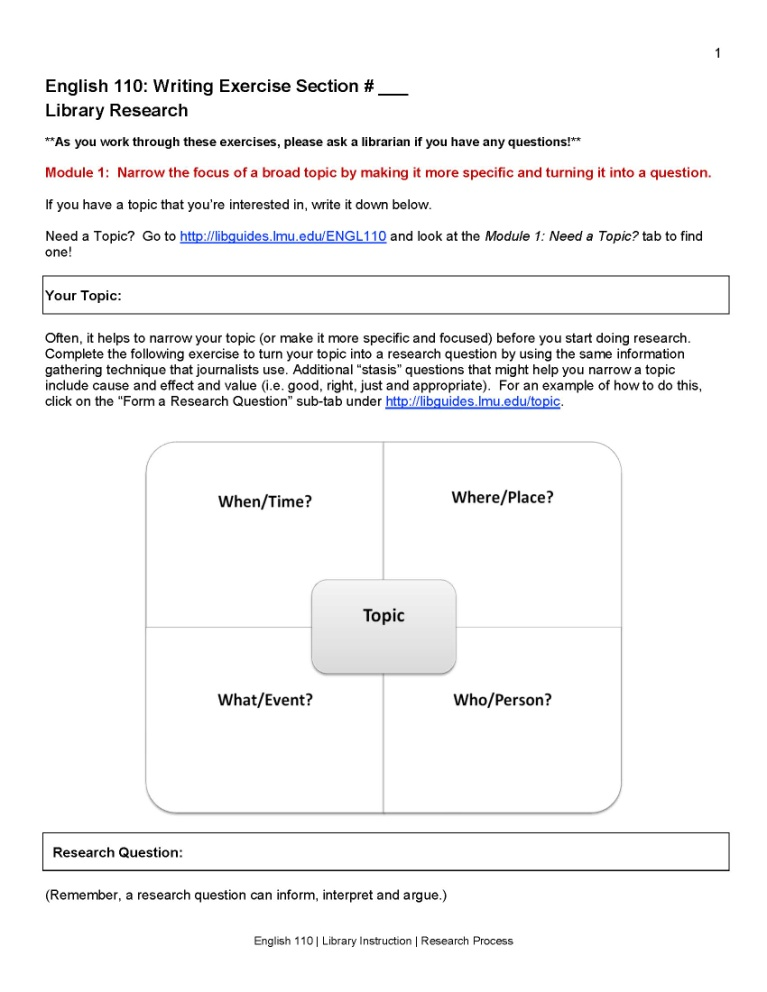 1
English 110: Writing Exercise Section # ___
Library Research
**As you work through these exercises, please ask a librarian if you have any questions!**
Module 1:  Narrow the focus of a broad topic by making it more specific and turning it into a question.
If you have a topic that you're interested in, write it down below.
Need a Topic?  Go to http://libguides.lmu.edu/ENGL110 and look at the Module 1: Need a Topic? tab to find
one!
Your Topic:
Often, it helps to narrow your topic (or make it more specific and focused) before you start doing research.
Complete the following exercise to turn your topic into a research question by using the same information
gathering technique that journalists use. Additional “stasis” questions that might help you narrow a topic
include cause and effect and value (i.e. good, right, just and appropriate).  For an example of how to do this,
click on the “Form a Research Question” sub-tab under http://libguides.lmu.edu/topic.
When/Time?
Where/Place?
Topic
What/Event?
Who/Person?
Research Question:
(Remember, a research question can inform, interpret and argue.)
English 110 | Library Instruction | Research Process